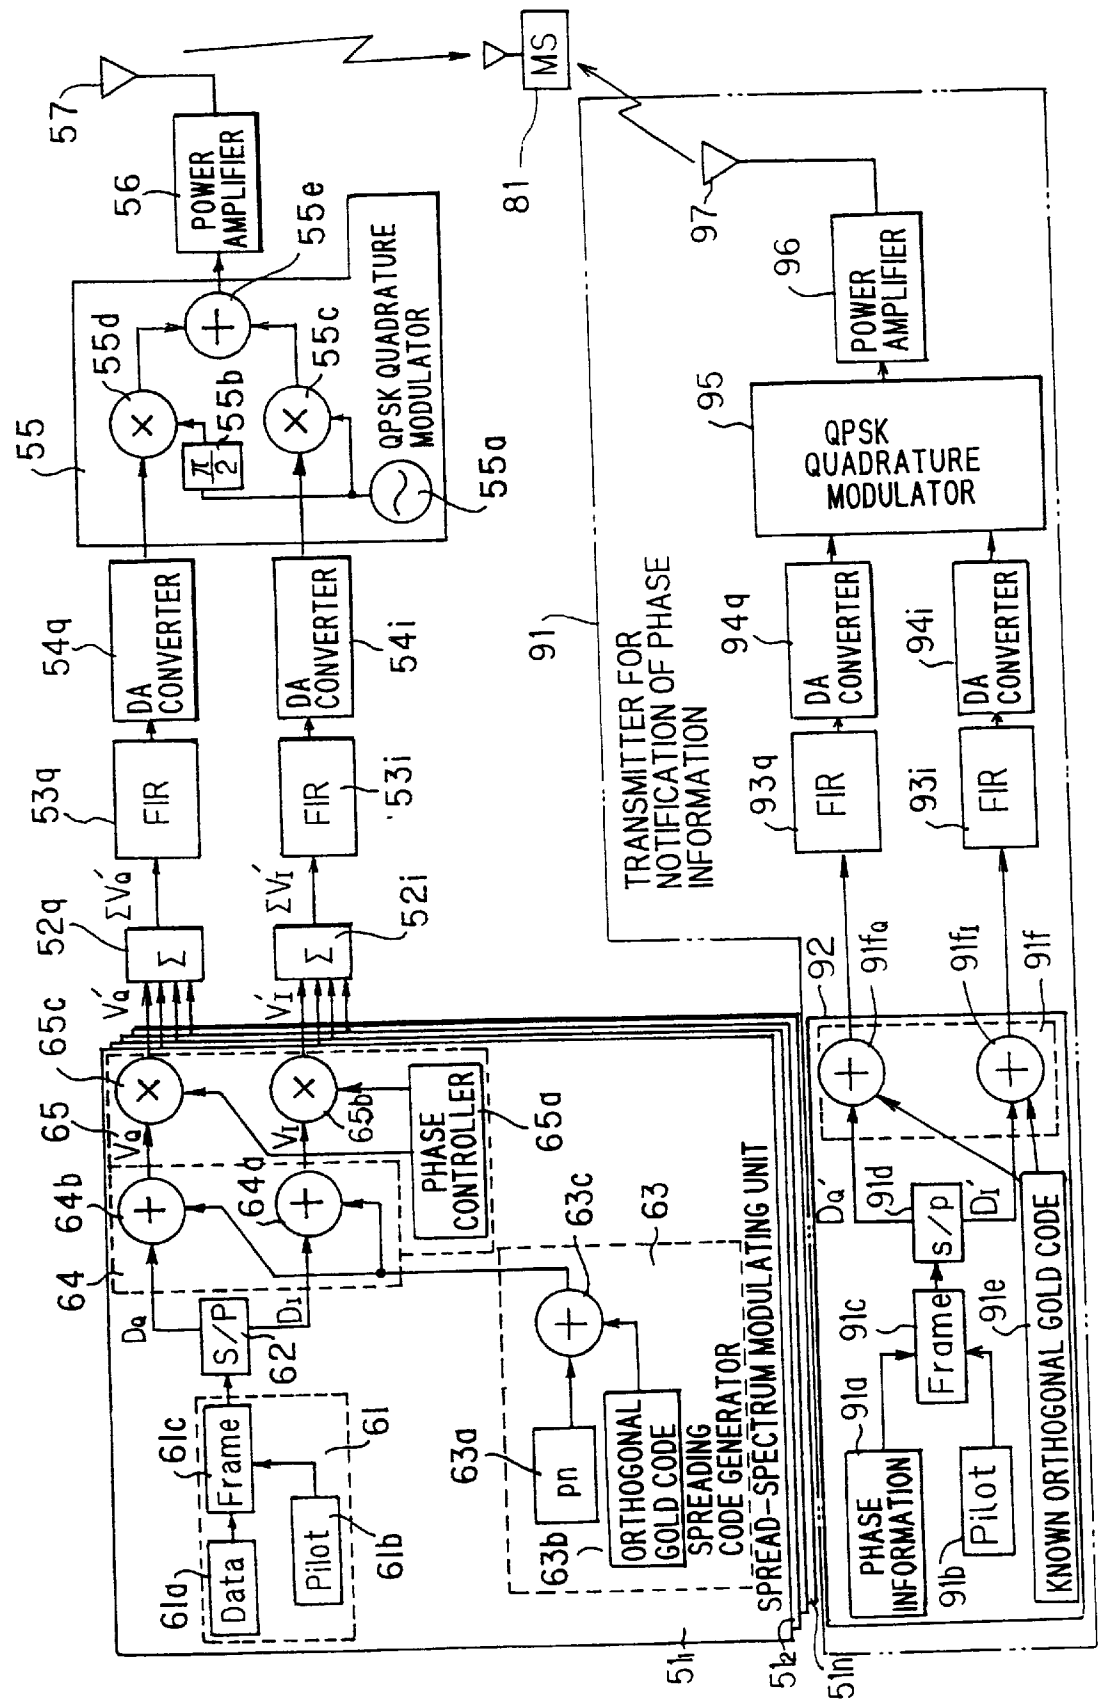 61a
Data
61c
Frame
Pilot
61b
61
S/P
62
DQ
DI
64
64b
64a
VQ
VI
65
65c
65b
PHASE
CONTROLLER
65a
V'Q
V'I
52q
Σ
Σ
52i
ΣV'Q
ΣV'I
53q
FIR
FIR
53i
54q
DA
CONVERTER
DA
CONVERTER
54i
55
55d
π/2
55b
55c
55e
55a
QPSK QUADRATURE
MODULATOR
56
POWER
AMPLIFIER
57
MS
81
63a
pn
63b
ORTHOGONAL
GOLD CODE
63c
63
SPREADING
CODE GENERATOR
SPREAD-SPECTRUM MODULATING UNIT
511
512
51n
91
TRANSMITTER FOR
NOTIFICATION OF PHASE
INFORMATION
91a
PHASE
INFORMATION
91b
Pilot
91c
Frame
91d
S/P
DQ'
DI'
91e
KNOWN ORTHOGONAL GOLD CODE
92
91fQ
91fI
91f
93q
FIR
FIR
93i
94q
DA
CONVERTER
DA
CONVERTER
94i
95
QPSK
QUADRATURE
MODULATOR
96
POWER
AMPLIFIER
97